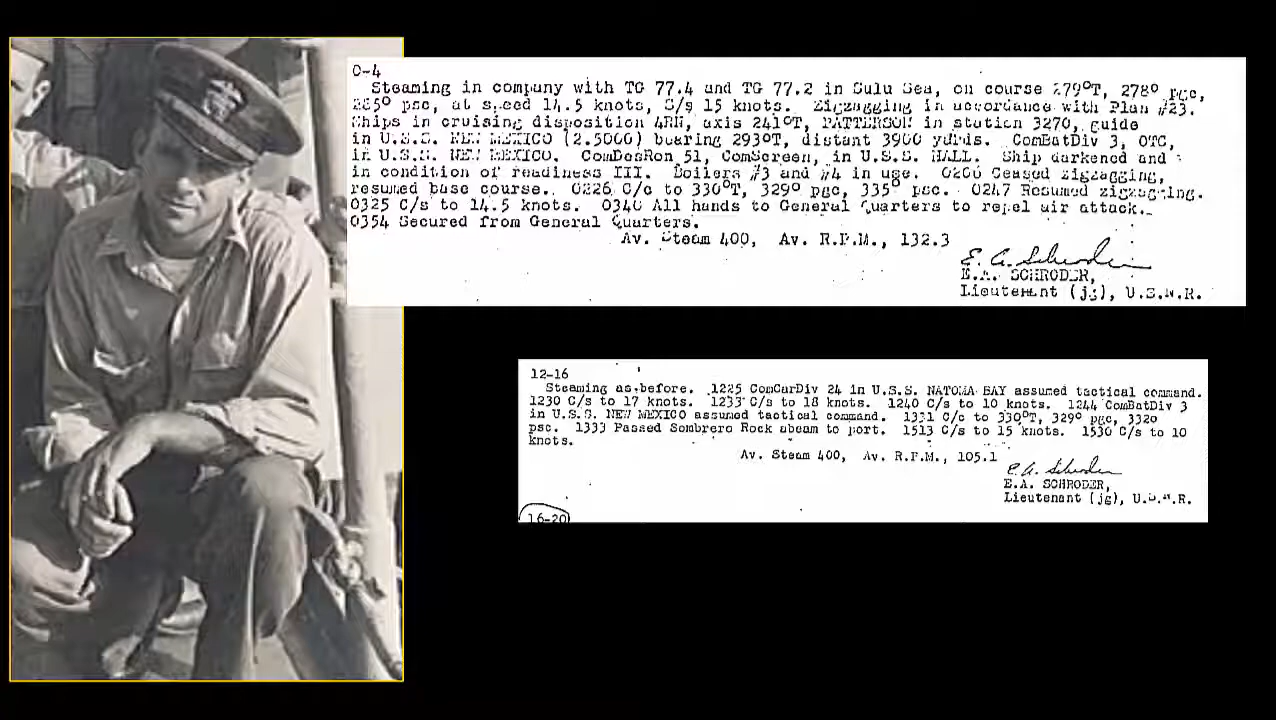 0-4
Steaming in company with TG 77.4 and TG 77.2 in Sulu Sea, on course 279°T, 278° pgc,
285° psc, at speed 14.5 knots, S/s 15 knots. Zigzagging in accordance with Plan #23.
Ships in cruising disposition 4RN, axis 241°T, PATTERSON in station 3270, guide
in U.S.S. NEW MEXICO (2.5000) bearing 293°T, distant 3900 yards. ComBatDiv 3, OTC,
in U.S.S. NEW MEXICO. ComDesRon 51, ComScreen, in U.S.S. HALL. Ship darkened and
in condition of readiness III. Boilers #3 and #4 in use. 0200 Ceased zigzagging,
resumed base course. 0226 C/c to 330°T, 329° pgc, 335° psc. 0247 Resumed zigzagging.
0325 C/s to 14.5 knots. 0340 All hands to General Quarters to repel air attack.
0354 Secured from General Quarters.
Av. Steam 400, Av. R.P.M., 132.3
E. A. Schroder
E.A. SCHRODER,
Lieutenant (jg), U.S.N.R.
12-16
Steaming as before. 1225 ComCarDiv 24 in U.S.S. NATOMA BAY assumed tactical command.
1230 C/s to 17 knots. 1233 C/s to 18 knots. 1240 C/s to 10 knots. 1244 ComBatDiv 3
in U.S.S. NEW MEXICO assumed tactical command. 1331 C/c to 330°T, 329° pgc, 332°
psc. 1333 Passed Sombrero Rock abeam to port. 1513 C/s to 15 knots. 1530 C/s to 10
knots.
Av. Steam 400, Av. R.P.M., 105.1
E. A. Schroder
E.A. SCHRODER,
Lieutenant (jg), U.S.N.R.
16-20